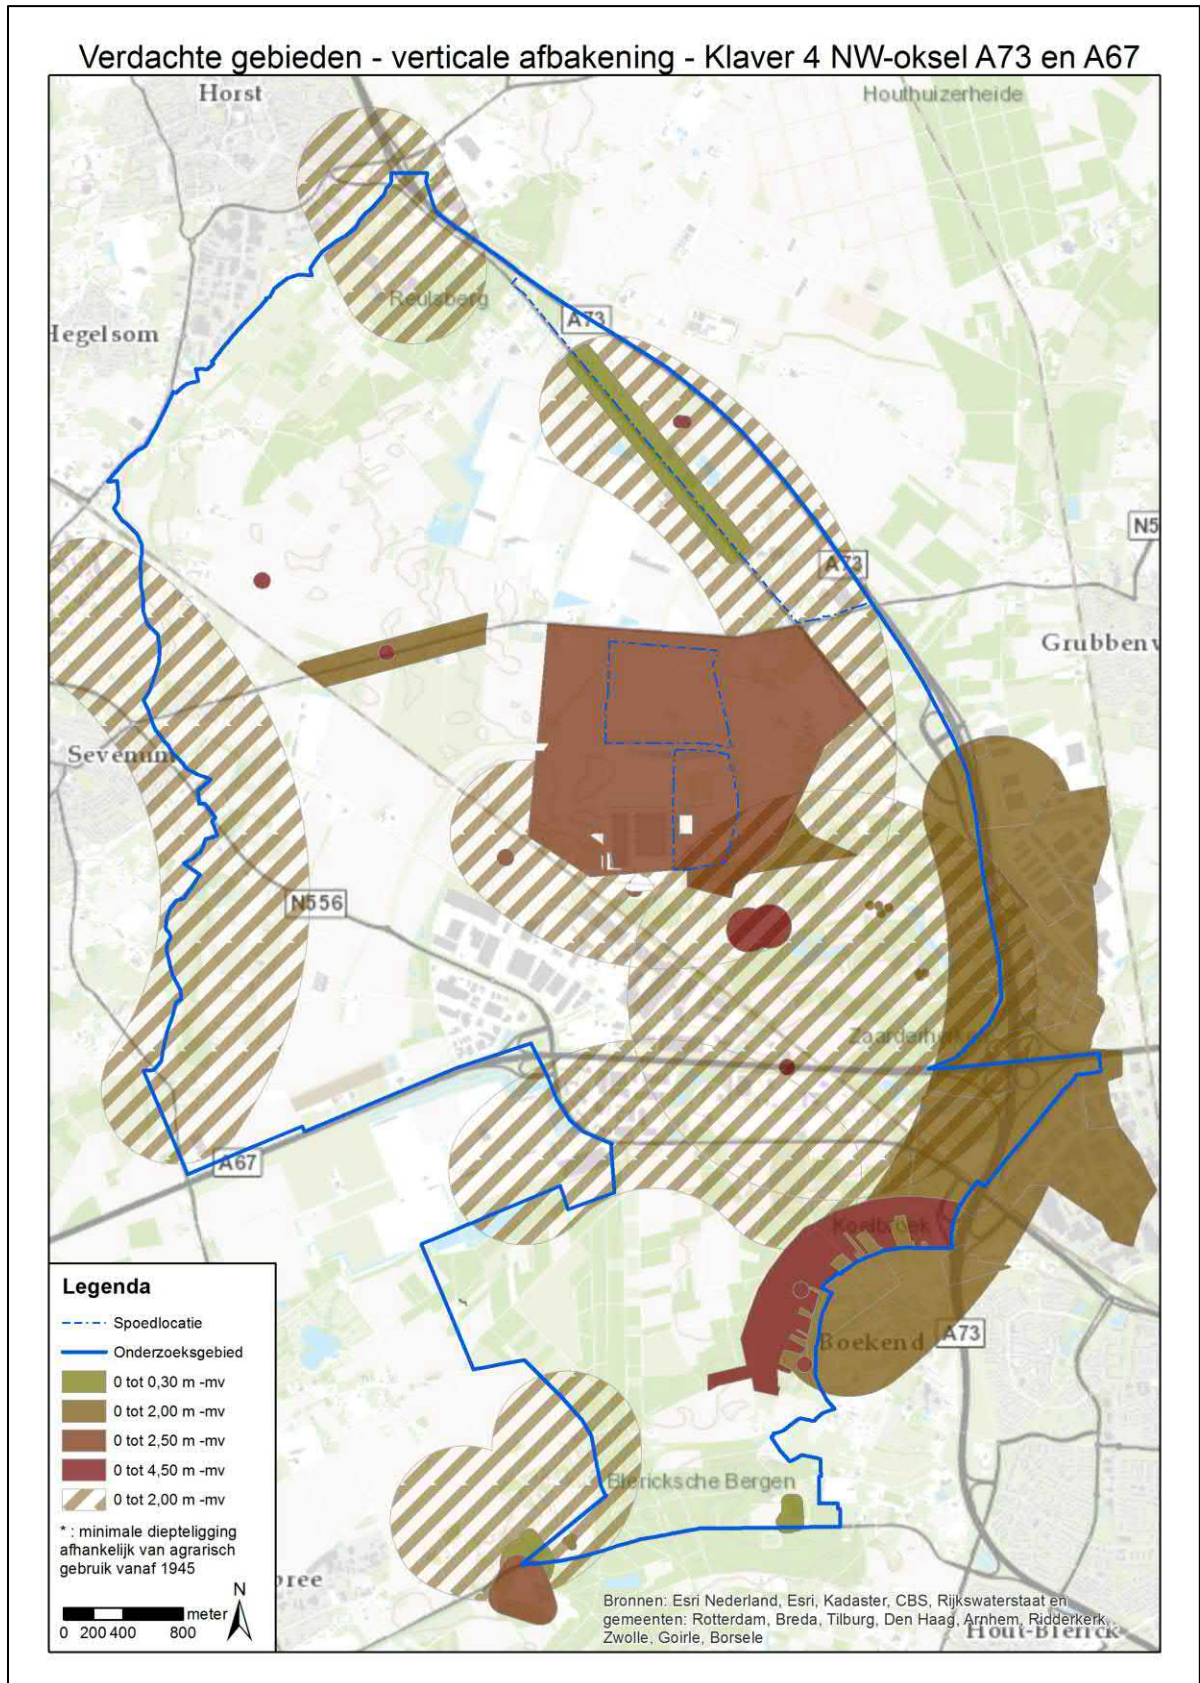 Verdachte gebieden - verticale afbakening - Klaver 4 NW-oksel A73 en A67
Horst
Houthuizerheide
Reulsberg
A73
Hegelsom
N5
A73
Grubbenv
Sevenum
N556
A67
Koelbroek
Boekend
A73
Blericksche Bergen
Legenda
Spoedlocatie
Onderzoeksgebied
0 tot 0,30 m -mv
0 tot 2,00 m -mv
0 tot 2,50 m -mv
0 tot 4,50 m -mv
0 tot 2,00 m -mv
* : minimale diepteligging
afhankelijk van agrarisch
gebruik vanaf 1945
N
meter
0 200 400 800
Bronnen: Esri Nederland, Esri, Kadaster, CBS, Rijkswaterstaat en
gemeenten: Rotterdam, Breda, Tilburg, Den Haag, Arnhem, Ridderkerk,
Zwolle, Goirle, Borsele
Hout-Blerick